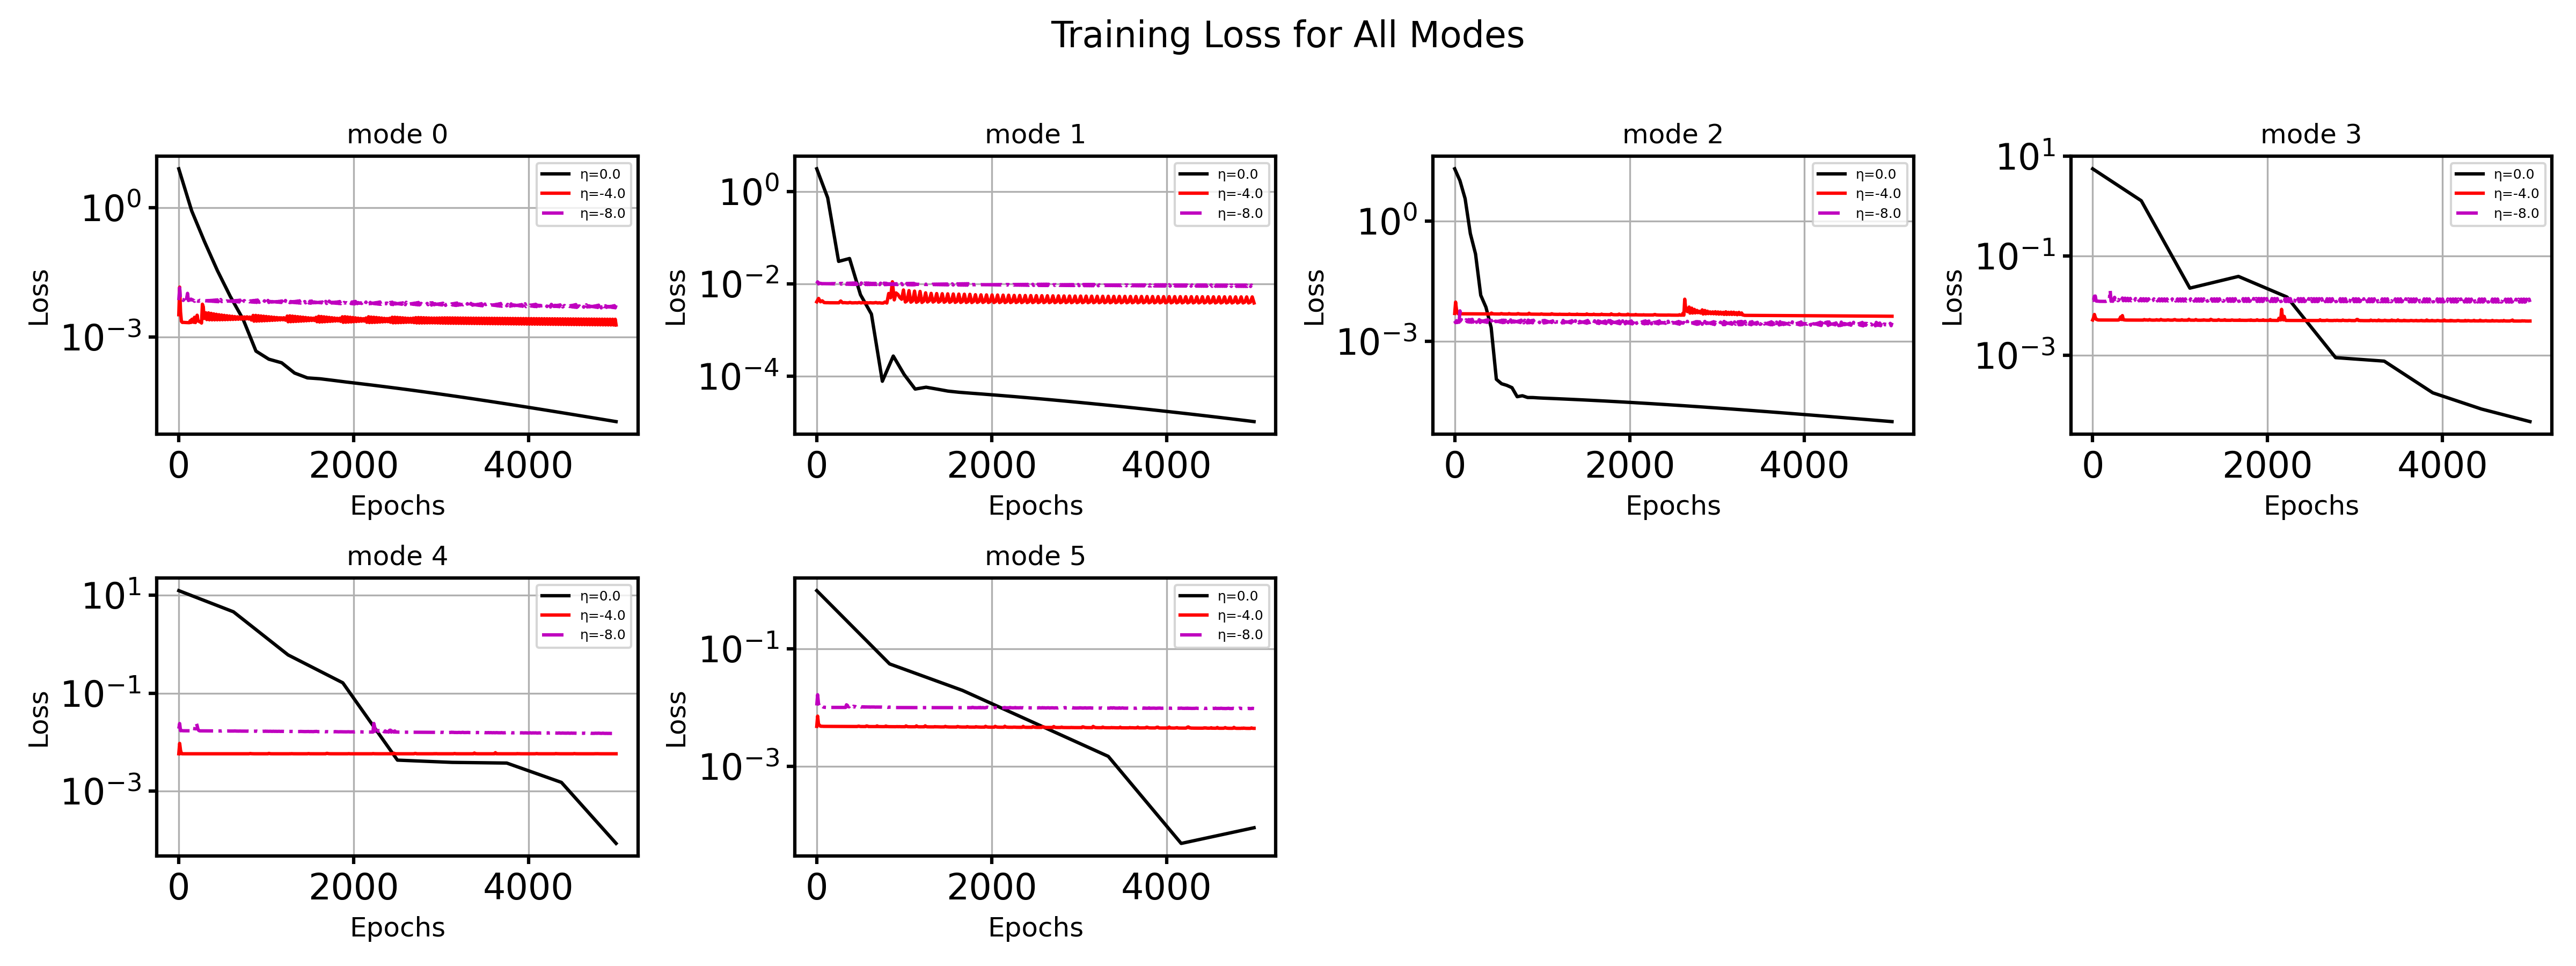 Training Loss for All Modes
mode 0
Loss
10^0
10^-3
η=0.0
η=-4.0
η=-8.0
0 2000 4000
Epochs
mode 1
Loss
10^0
10^-2
10^-4
η=0.0
η=-4.0
η=-8.0
0 2000 4000
Epochs
mode 2
Loss
10^0
10^-3
η=0.0
η=-4.0
η=-8.0
0 2000 4000
Epochs
mode 3
Loss
10^1
10^-1
10^-3
η=0.0
η=-4.0
η=-8.0
0 2000 4000
Epochs
mode 4
Loss
10^1
10^-1
10^-3
η=0.0
η=-4.0
η=-8.0
0 2000 4000
Epochs
mode 5
Loss
10^-1
10^-3
η=0.0
η=-4.0
η=-8.0
0 2000 4000
Epochs